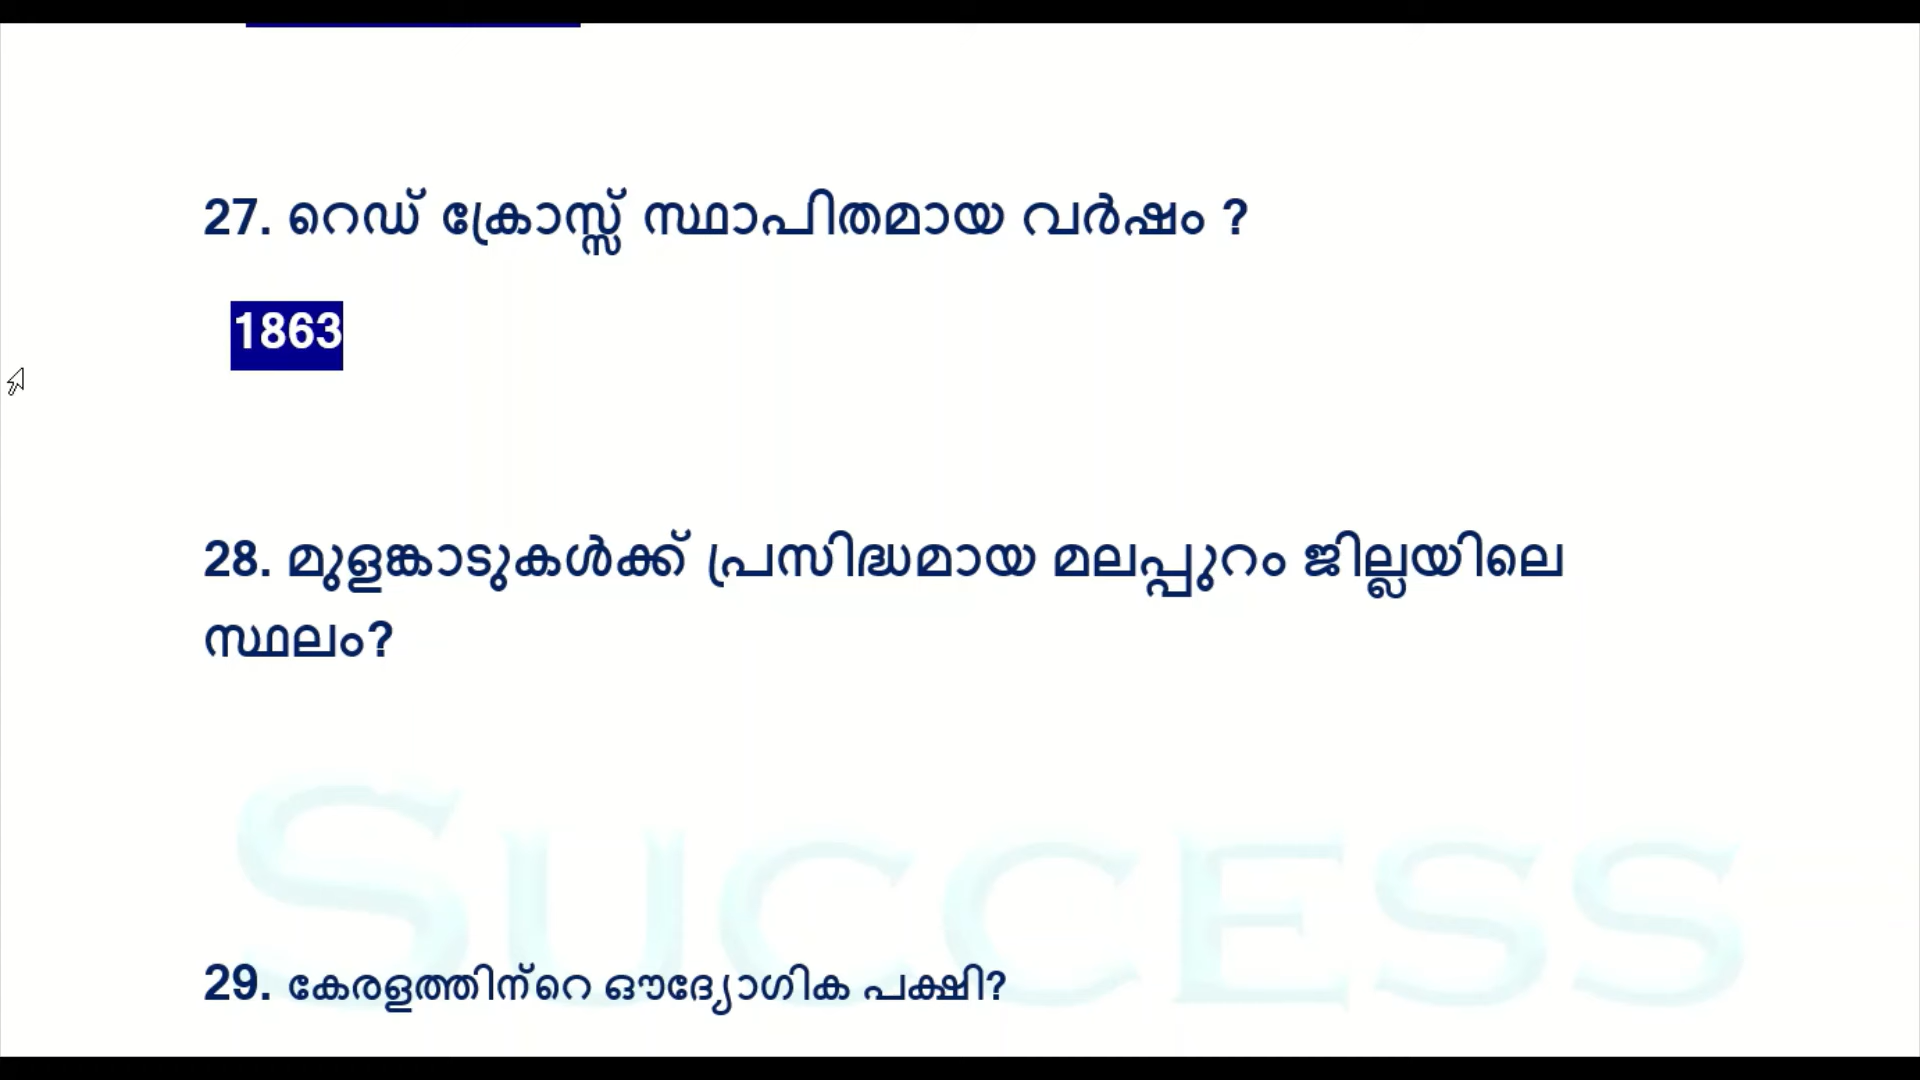 27. റെഡ് ക്രോസ്സ് സ്ഥാപിതമായ വർഷം ?
1863
28. മുളങ്കാടുകൾക്ക് പ്രസിദ്ധമായ മലപ്പുറം ജില്ലയിലെ
സ്ഥലം?
SUCCESS
29. കേരളത്തിന്റെ ഔദ്യോഗിക പക്ഷി?